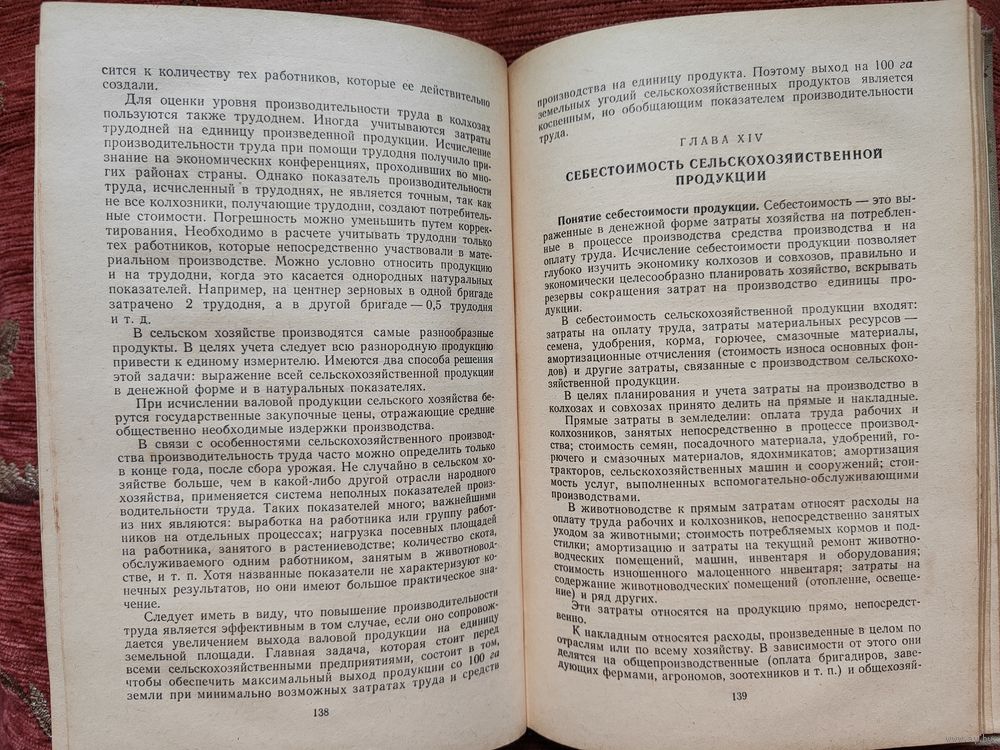 сится к количеству тех работников, которые ее действительно
создали.
Для оценки уровня производительности труда в колхозах
пользуются также трудоднем. Иногда учитываются затраты
трудодней на единицу произведенной продукции. Исчисление
производительности труда при помощи трудодня получило при-
знание на экономических конференциях, проходивших во мно-
гих районах страны. Однако показатель производительности
труда, исчисленный в трудоднях, не является точным, так как
не все колхозники, получающие трудодни, создают потребитель-
ные стоимости. Погрешность можно уменьшить путем коррек-
тирования. Необходимо в расчете учитывать трудодни только
тех работников, которые непосредственно участвовали в мате-
риальном производстве. Можно условно относить продукцию
и на трудодни, когда это касается однородных натуральных
показателей. Например, на центнер зерновых в одной бригаде
затрачено 2 трудодня, а в другой бригаде — 0,5 трудодня
и т. д.
В сельском хозяйстве производятся самые разнообразные
продукты. В целях учета следует всю разнородную продукцию
привести к единому измерителю. Имеются два способа решения
этой задачи: выражение всей сельскохозяйственной продукции
в денежной форме и в натуральных показателях.
При исчислении валовой продукции сельского хозяйства бе-
рутся государственные закупочные цены, отражающие средние
общественно необходимые издержки производства.
В связи с особенностями сельскохозяйственного производ-
ства производительность труда часто можно определить только
в конце года, после сбора урожая. Не случайно в сельском хо-
зяйстве больше, чем в какой-либо другой отрасли народного
хозяйства, применяется система неполных показателей произ-
водительности труда. Таких показателей много; важнейшими
из них являются: выработка на работника или группу работ-
ников на отдельных процессах; нагрузка посевных площадей
на работника, занятого в растениеводстве; количество скота,
обслуживаемого одним работником, занятым в животновод-
стве, и т. п. Хотя названные показатели не характеризуют ко-
нечных результатов, но они имеют большое практическое зна-
чение.
Следует иметь в виду, что повышение производительности
труда является эффективным в том случае, если оно сопровож-
дается увеличением выхода валовой продукции на единицу
земельной площади. Главная задача, которая стоит перед
всеми сельскохозяйственными предприятиями, состоит в том,
чтобы обеспечить максимальный выход продукции со 100 га
земли при минимально возможных затратах труда и средств
138
производства на единицу продукта. Поэтому выход на 100 га
земельных угодий сельскохозяйственных продуктов является
косвенным, но обобщающим показателем производительности
труда.
ГЛАВА XIV
СЕБЕСТОИМОСТЬ СЕЛЬСКОХОЗЯЙСТВЕННОЙ
ПРОДУКЦИИ
Понятие себестоимости продукции. Себестоимость — это вы-
раженные в денежной форме затраты хозяйства на потреблен-
ные в процессе производства средства производства и на
оплату труда. Исчисление себестоимости продукции позволяет
глубоко изучить экономику колхозов и совхозов, правильно и
экономически целесообразно планировать хозяйство, вскрывать
резервы сокращения затрат на производство единицы про-
дукции.
В себестоимость сельскохозяйственной продукции входят:
затраты на оплату труда, затраты материальных ресурсов —
семена, удобрения, корма, горючее, смазочные материалы,
амортизационные отчисления (стоимость износа основных фон-
дов) и другие затраты, связанные с производством сельскохо-
зяйственной продукции.
В целях планирования и учета затраты на производство в
колхозах и совхозах принято делить на прямые и накладные.
Прямые затраты в земледелии: оплата труда рабочих и
колхозников, занятых непосредственно в процессе производ-
ства; стоимость семян, посадочного материала, удобрений, го-
рючего и смазочных материалов, ядохимикатов; амортизация
тракторов, сельскохозяйственных машин и сооружений; стои-
мость услуг, выполненных вспомогательно-обслуживающими
производствами.
В животноводстве к прямым затратам относят расходы на
оплату труда рабочих и колхозников, непосредственно занятых
уходом за животными; стоимость потребляемых кормов и под-
стилки; амортизацию и затраты на текущий ремонт животно-
водческих помещений, машин, инвентаря и оборудования;
стоимость изношенного малоценного инвентаря; затраты на
содержание животноводческих помещений (отопление, освеще-
ние) и ряд других.
Эти затраты относятся на продукцию прямо, непосредст-
венно.
К накладным относятся расходы, произведенные в целом по
отраслям или по всему хозяйству. В зависимости от этого они
делятся на общепроизводственные (оплата бригадиров, заве-
дующих фермами, агрономов, зоотехников и т. п.) и общехозяй-
139